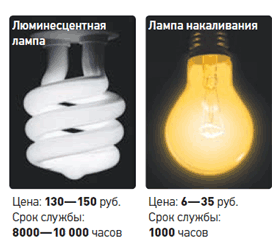 Люминесцентная
лампа
Цена: 130—150 руб.
Срок службы:
8000—10 000 часов
Лампа накаливания
Цена: 6—35 руб.
Срок службы:
1000 часов